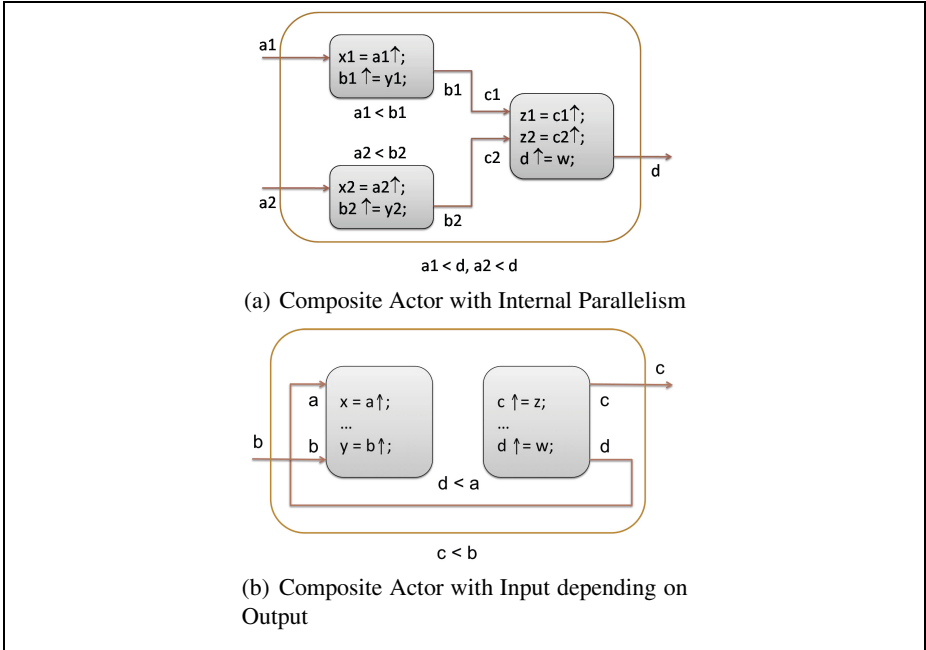 a1
x1 = a1↑;
b1 ↑= y1;
b1
c1
a1 < b1
z1 = c1↑;
z2 = c2↑;
d ↑= w;
a2 < b2
c2
d
x2 = a2↑;
b2 ↑= y2;
a2
b2
a1 < d, a2 < d
(a) Composite Actor with Internal Parallelism
c
a
x = a↑;
c ↑= z;
c
...
...
b
b
y = b↑;
d ↑= w;
d
d < a
c < b
(b) Composite Actor with Input depending on
Output